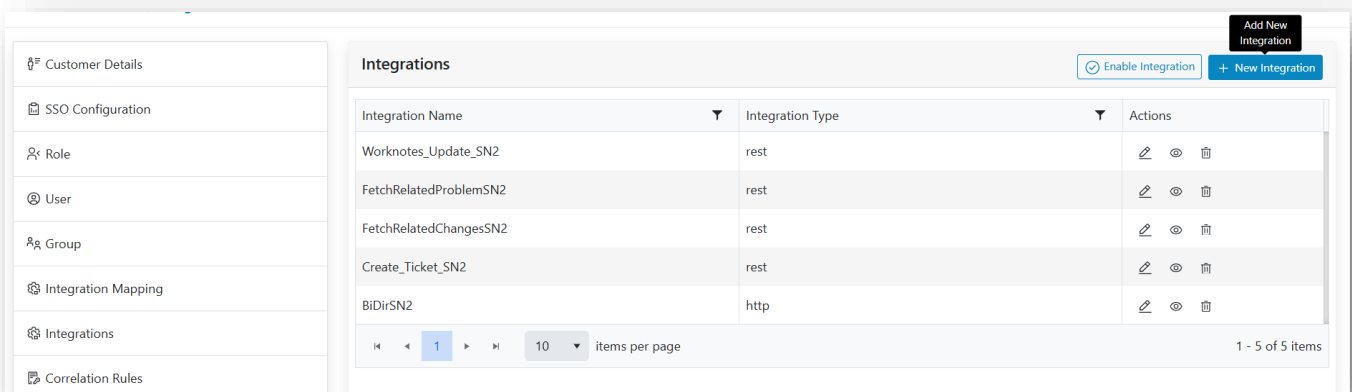 Add New
Integration
Customer Details
SSO Configuration
Role
User
Group
Integration Mapping
Integrations
Correlation Rules
Integrations
Enable Integration
+ New Integration
Integration Name Integration Type Actions
Worknotes_Update_SN2 rest
FetchRelatedProblemSN2 rest
FetchRelatedChangesSN2 rest
Create_Ticket_SN2 rest
BiDirSN2 http
1 10 items per page 1 - 5 of 5 items